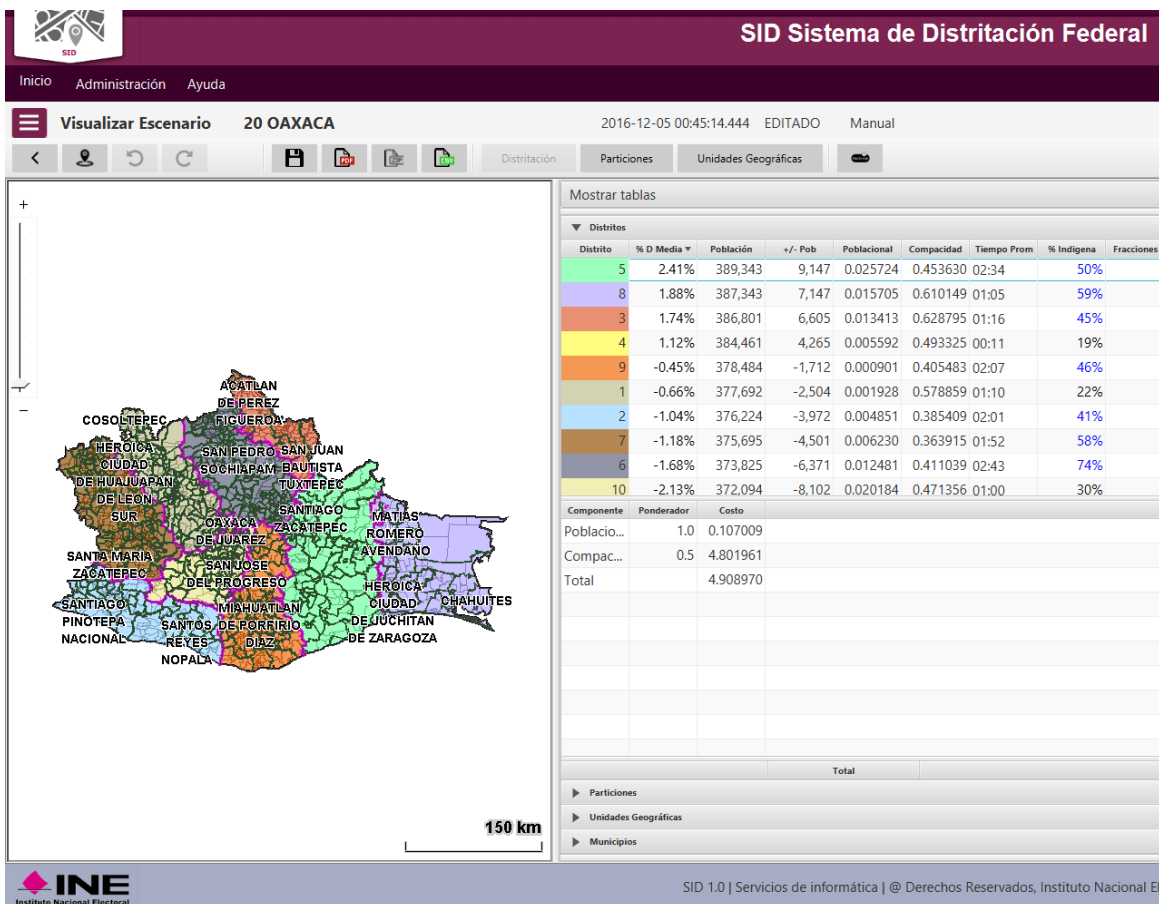 SID
SID Sistema de Distritación Federal
Inicio Administración Ayuda
Visualizar Escenario 20 OAXACA 2016-12-05 00:45:14.444 EDITADO Manual
PDF ZIP Distritación Particiones Unidades Geográficas
+
−
ACATLAN
DE PEREZ
FIGUEROA
COSOLTEPEC
HEROICA
CIUDAD
DE HUAJUAPAN
DE LEON
SUR
SAN PEDRO
SOCHIAPAM
SAN JUAN
BAUTISTA
TUXTEPEC
OAXACA
DE JUAREZ
SANTIAGO
ZACATEPEC
MATIAS
ROMERO
AVENDAÑO
SANTA MARIA
ZACATEPEC
SAN JOSE
DEL PROGRESO
HEROICA
CIUDAD
DE JUCHITAN
DE ZARAGOZA
CHAHUITES
SANTIAGO
PINOTEPA
NACIONAL
SANTOS
REYES
NOPALA
MIAHUATLAN
DE PORFIRIO
DIAZ
150 km
Mostrar tablas
Distritos
Distrito % D Media Población +/- Pob Poblacional Compacidad Tiempo Prom % Indigena Fracciones
5 2.41% 389,343 9,147 0.025724 0.453630 02:34 50%
8 1.88% 387,343 7,147 0.015705 0.610149 01:05 59%
3 1.74% 386,801 6,605 0.013413 0.628795 01:16 45%
4 1.12% 384,461 4,265 0.005592 0.493325 00:11 19%
9 -0.45% 378,484 -1,712 0.000901 0.405483 02:07 46%
1 -0.66% 377,692 -2,504 0.001928 0.578859 01:10 22%
2 -1.04% 376,224 -3,972 0.004851 0.385409 02:01 41%
7 -1.18% 375,695 -4,501 0.006230 0.363915 01:52 58%
6 -1.68% 373,825 -6,371 0.012481 0.411039 02:43 74%
10 -2.13% 372,094 -8,102 0.020184 0.471356 01:00 30%
Componente Ponderador Costo
Poblacio... 1.0 0.107009
Compac... 0.5 4.801961
Total 4.908970
Total
Particiones
Unidades Geográficas
Municipios
INE
Instituto Nacional Electoral
SID 1.0 | Servicios de informática | @ Derechos Reservados, Instituto Nacional El